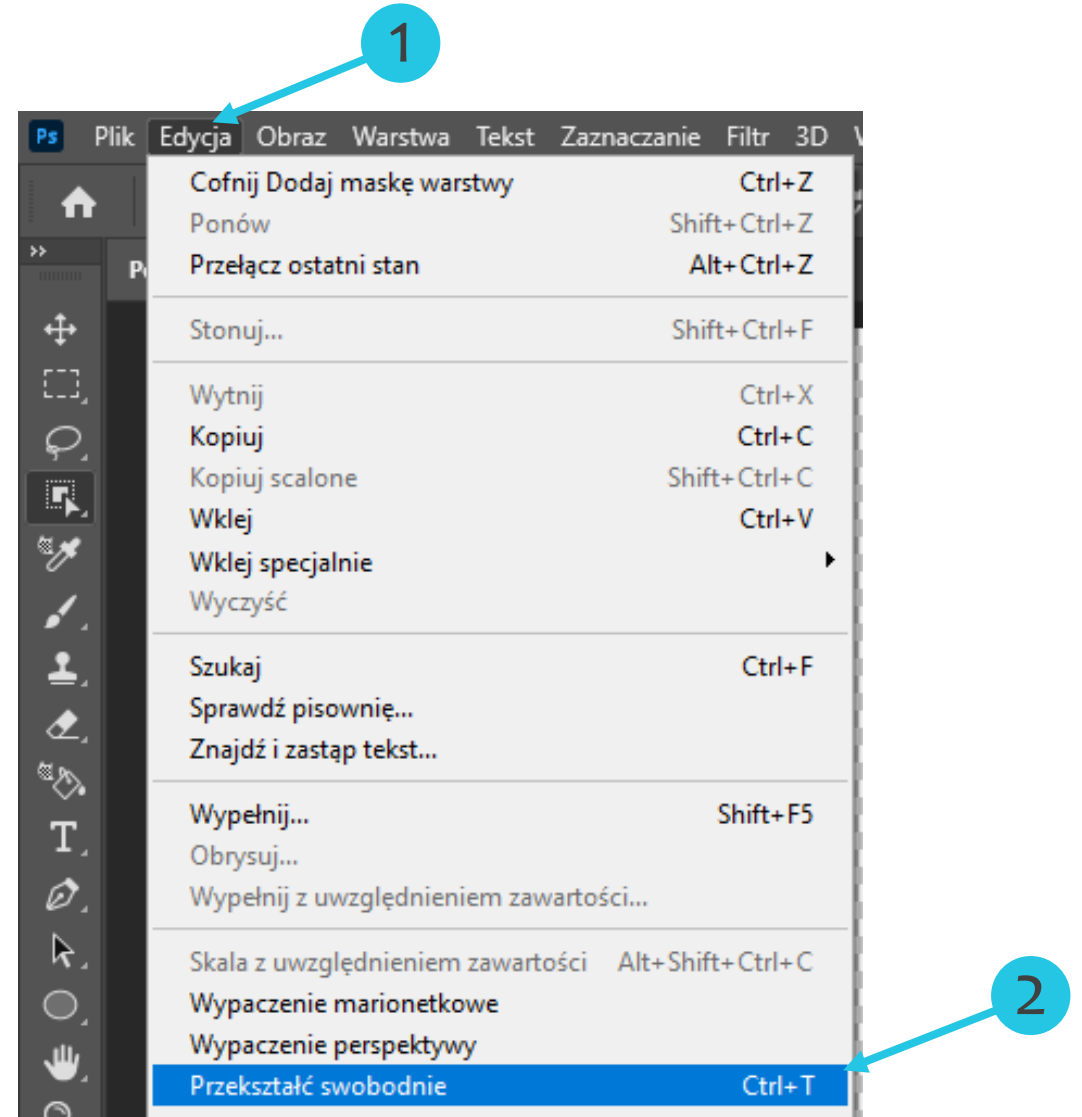 1
Ps Plik Edycja Obraz Warstwa Tekst Zaznaczanie Filtr 3D
Cofnij Dodaj maskę warstwy Ctrl+Z
Ponów Shift+Ctrl+Z
Przełącz ostatni stan Alt+Ctrl+Z
Stonuj... Shift+Ctrl+F
Wytnij Ctrl+X
Kopiuj Ctrl+C
Kopiuj scalone Shift+Ctrl+C
Wklej Ctrl+V
Wklej specjalnie
Wyczyść
Szukaj Ctrl+F
Sprawdź pisownię...
Znajdź i zastąp tekst...
Wypełnij... Shift+F5
Obrysuj...
Wypełnij z uwzględnieniem zawartości...
Skala z uwzględnieniem zawartości Alt+Shift+Ctrl+C
Wypaczenie marionetkowe
2
Wypaczenie perspektywy
Przekształć swobodnie Ctrl+T